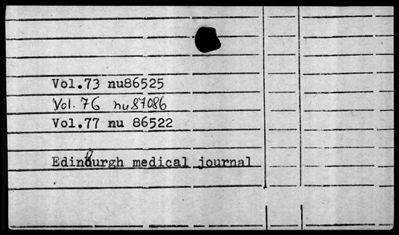 Vol.73 nu86525
Vol. 76 nu87086
Vol.77 nu 86522
Edinburgh medical journal